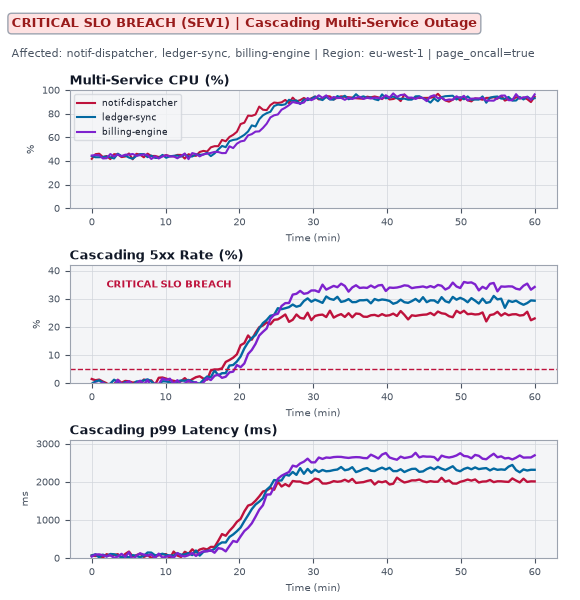 CRITICAL SLO BREACH (SEV1) | Cascading Multi-Service Outage
Affected: notif-dispatcher, ledger-sync, billing-engine | Region: eu-west-1 | page_oncall=true
Multi-Service CPU (%)
100
80
60
40
20
0
%
notif-dispatcher
ledger-sync
billing-engine
0 10 20 30 40 50 60
Time (min)
Cascading 5xx Rate (%)
40
30
20
10
0
%
CRITICAL SLO BREACH
0 10 20 30 40 50 60
Time (min)
Cascading p99 Latency (ms)
3000
2000
1000
0
ms
0 10 20 30 40 50 60
Time (min)